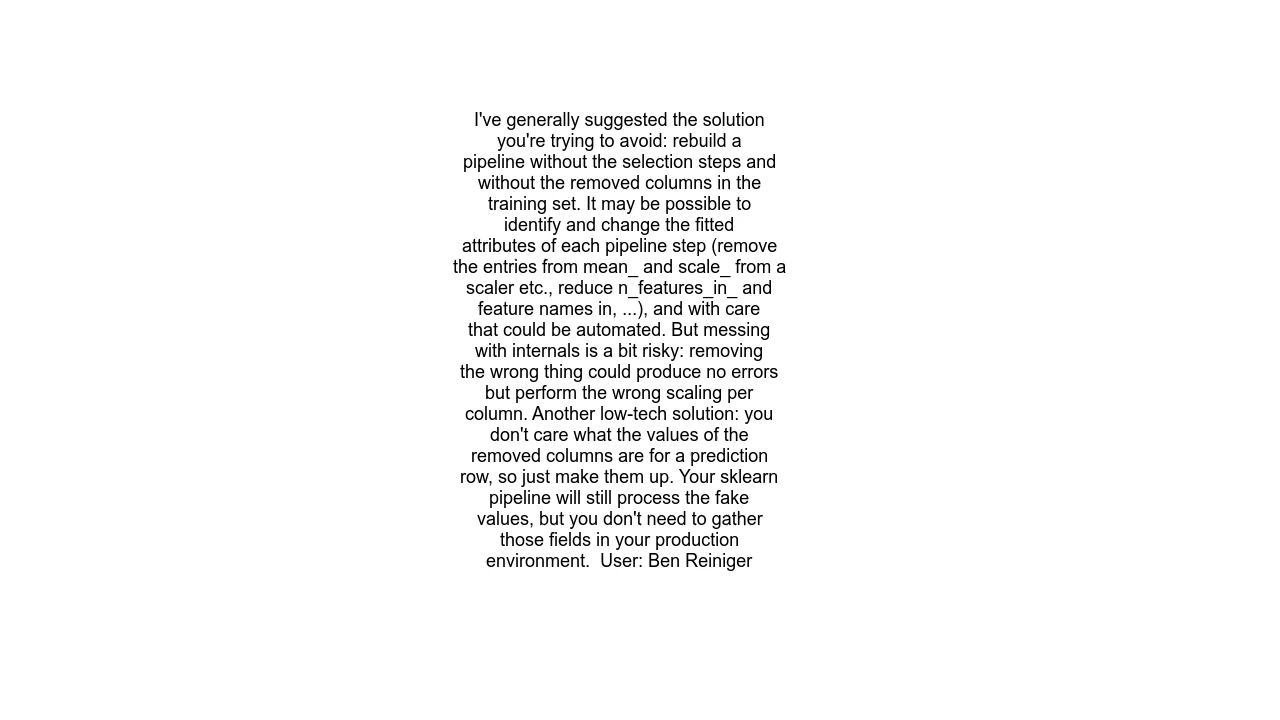 I've generally suggested the solution
you're trying to avoid: rebuild a
pipeline without the selection steps and
without the removed columns in the
training set. It may be possible to
identify and change the fitted
attributes of each pipeline step (remove
the entries from mean_ and scale_ from a
scaler etc., reduce n_features_in_ and
feature names in, ...), and with care
that could be automated. But messing
with internals is a bit risky: removing
the wrong thing could produce no errors
but perform the wrong scaling per
column. Another low-tech solution: you
don't care what the values of the
removed columns are for a prediction
row, so just make them up. Your sklearn
pipeline will still process the fake
values, but you don't need to gather
those fields in your production
environment.  User: Ben Reiniger